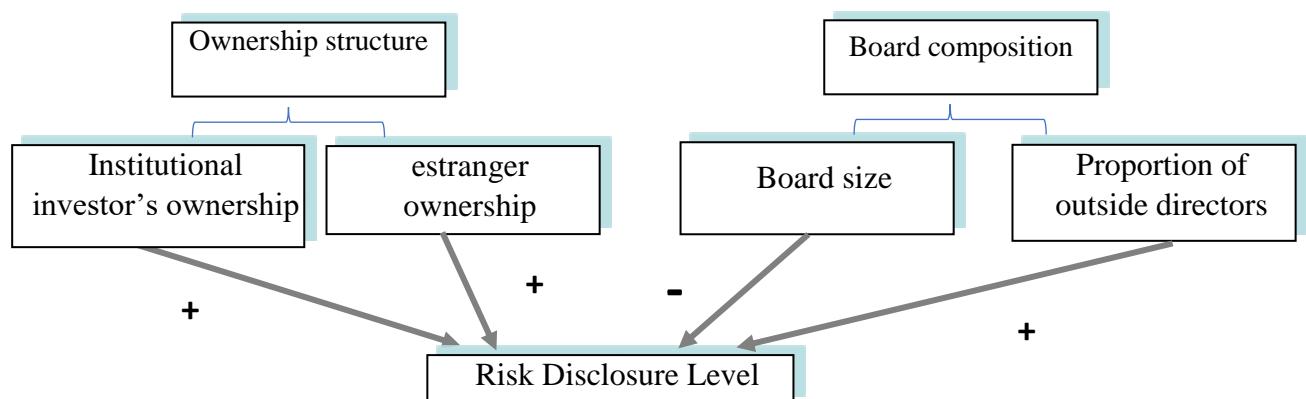 Ownership structure
Board composition
Institutional
investor’s ownership
estranger
ownership
Board size
Proportion of
outside directors
+
+
-
+
Risk Disclosure Level